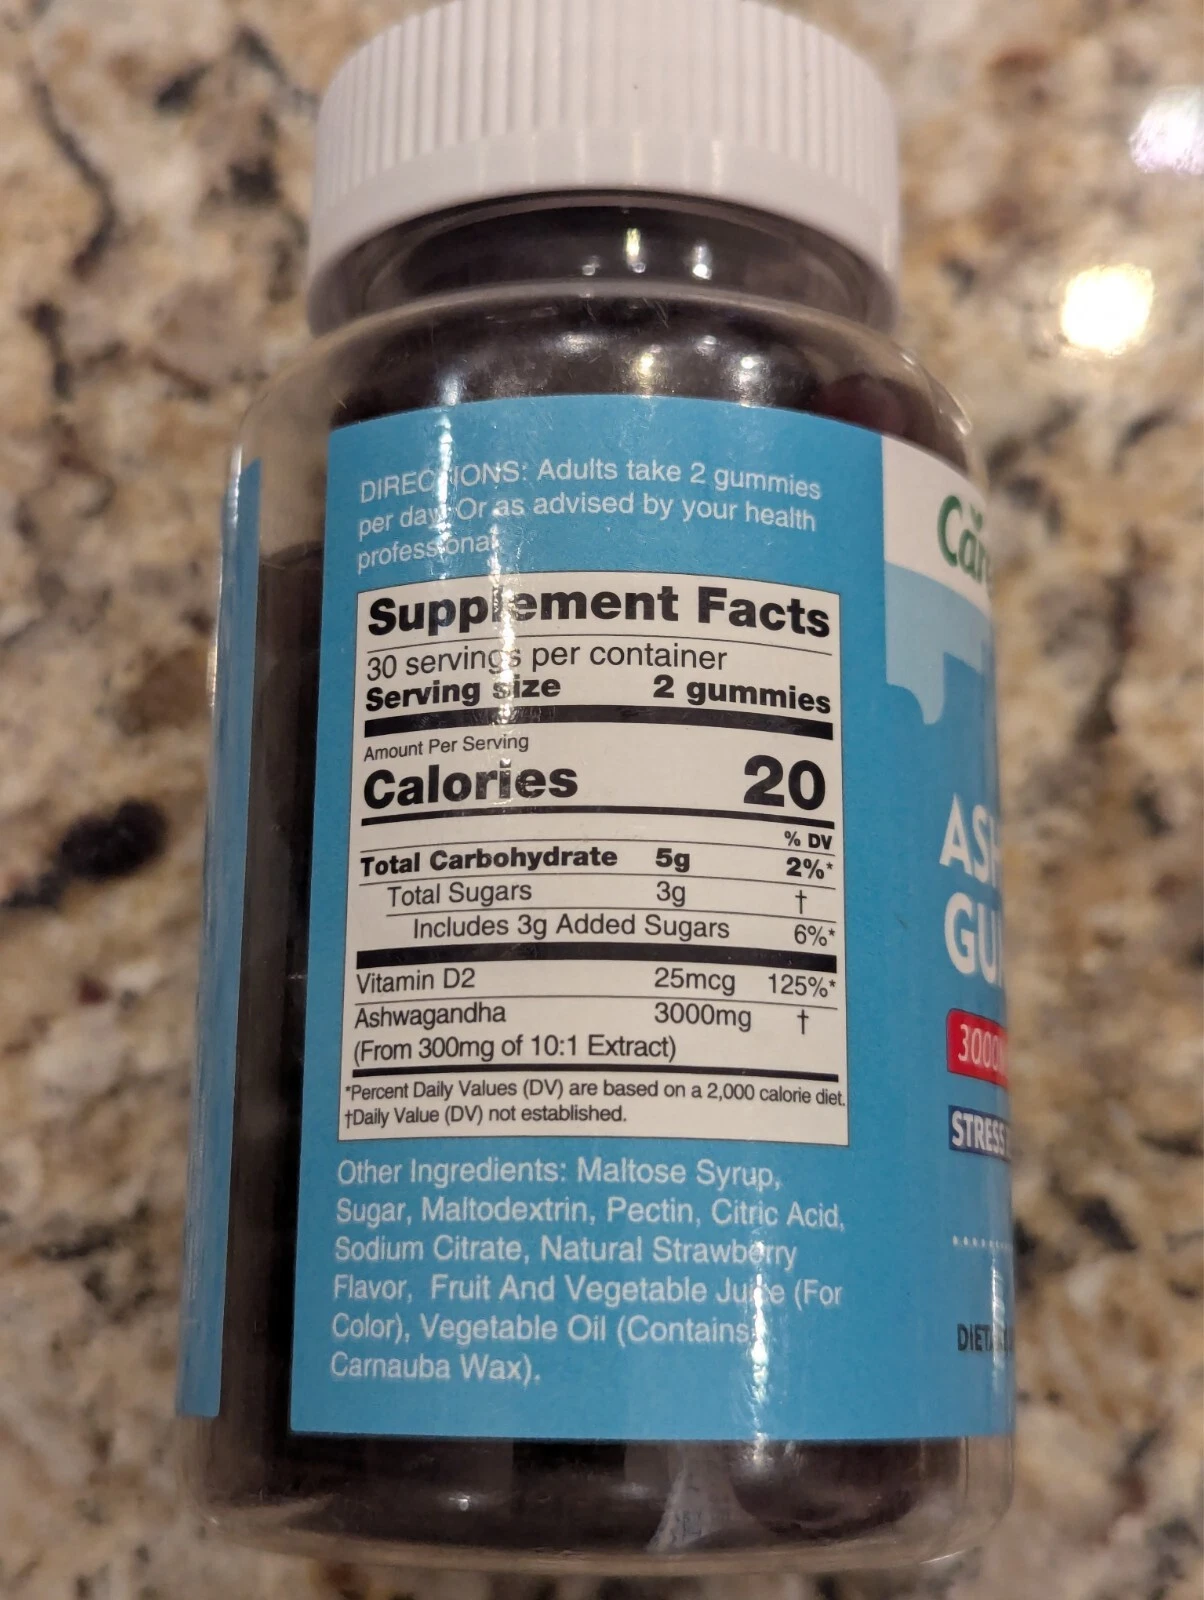 DIRECTIONS: Adults take 2 gummies
per day. Or as advised by your health
professional
Supplement Facts
30 servings per container
Serving size 2 gummies
Amount Per Serving
Calories 20
% DV
Total Carbohydrate 5g 2%*
Total Sugars 3g †
Includes 3g Added Sugars 6%*
Vitamin D2 25mcg 125%*
Ashwagandha 3000mg †
(From 300mg of 10:1 Extract)
*Percent Daily Values (DV) are based on a 2,000 calorie diet.
†Daily Value (DV) not established.
Other Ingredients: Maltose Syrup,
Sugar, Maltodextrin, Pectin, Citric Acid,
Sodium Citrate, Natural Strawberry
Flavor, Fruit And Vegetable Juice (For
Color), Vegetable Oil (Contains
Carnauba Wax).
STRESS